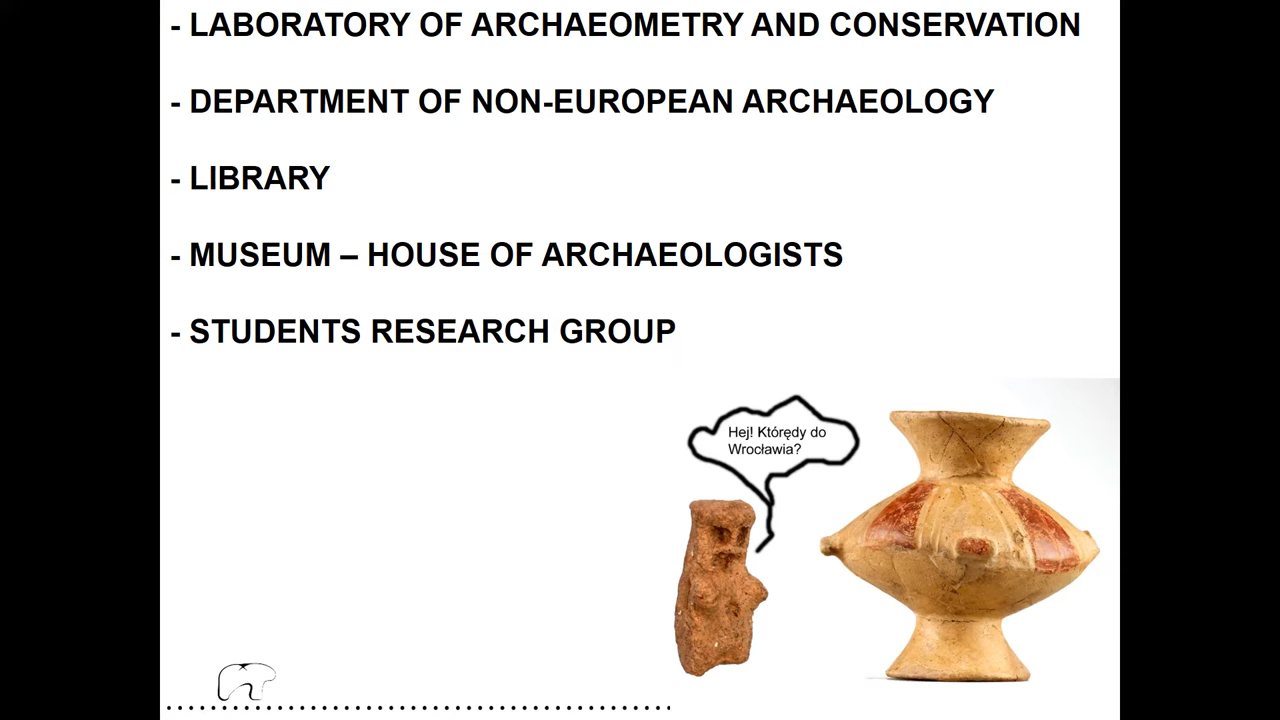 - LABORATORY OF ARCHAEOMETRY AND CONSERVATION
- DEPARTMENT OF NON-EUROPEAN ARCHAEOLOGY
- LIBRARY
- MUSEUM – HOUSE OF ARCHAEOLOGISTS
- STUDENTS RESEARCH GROUP
Hej! Którędy do
Wrocławia?